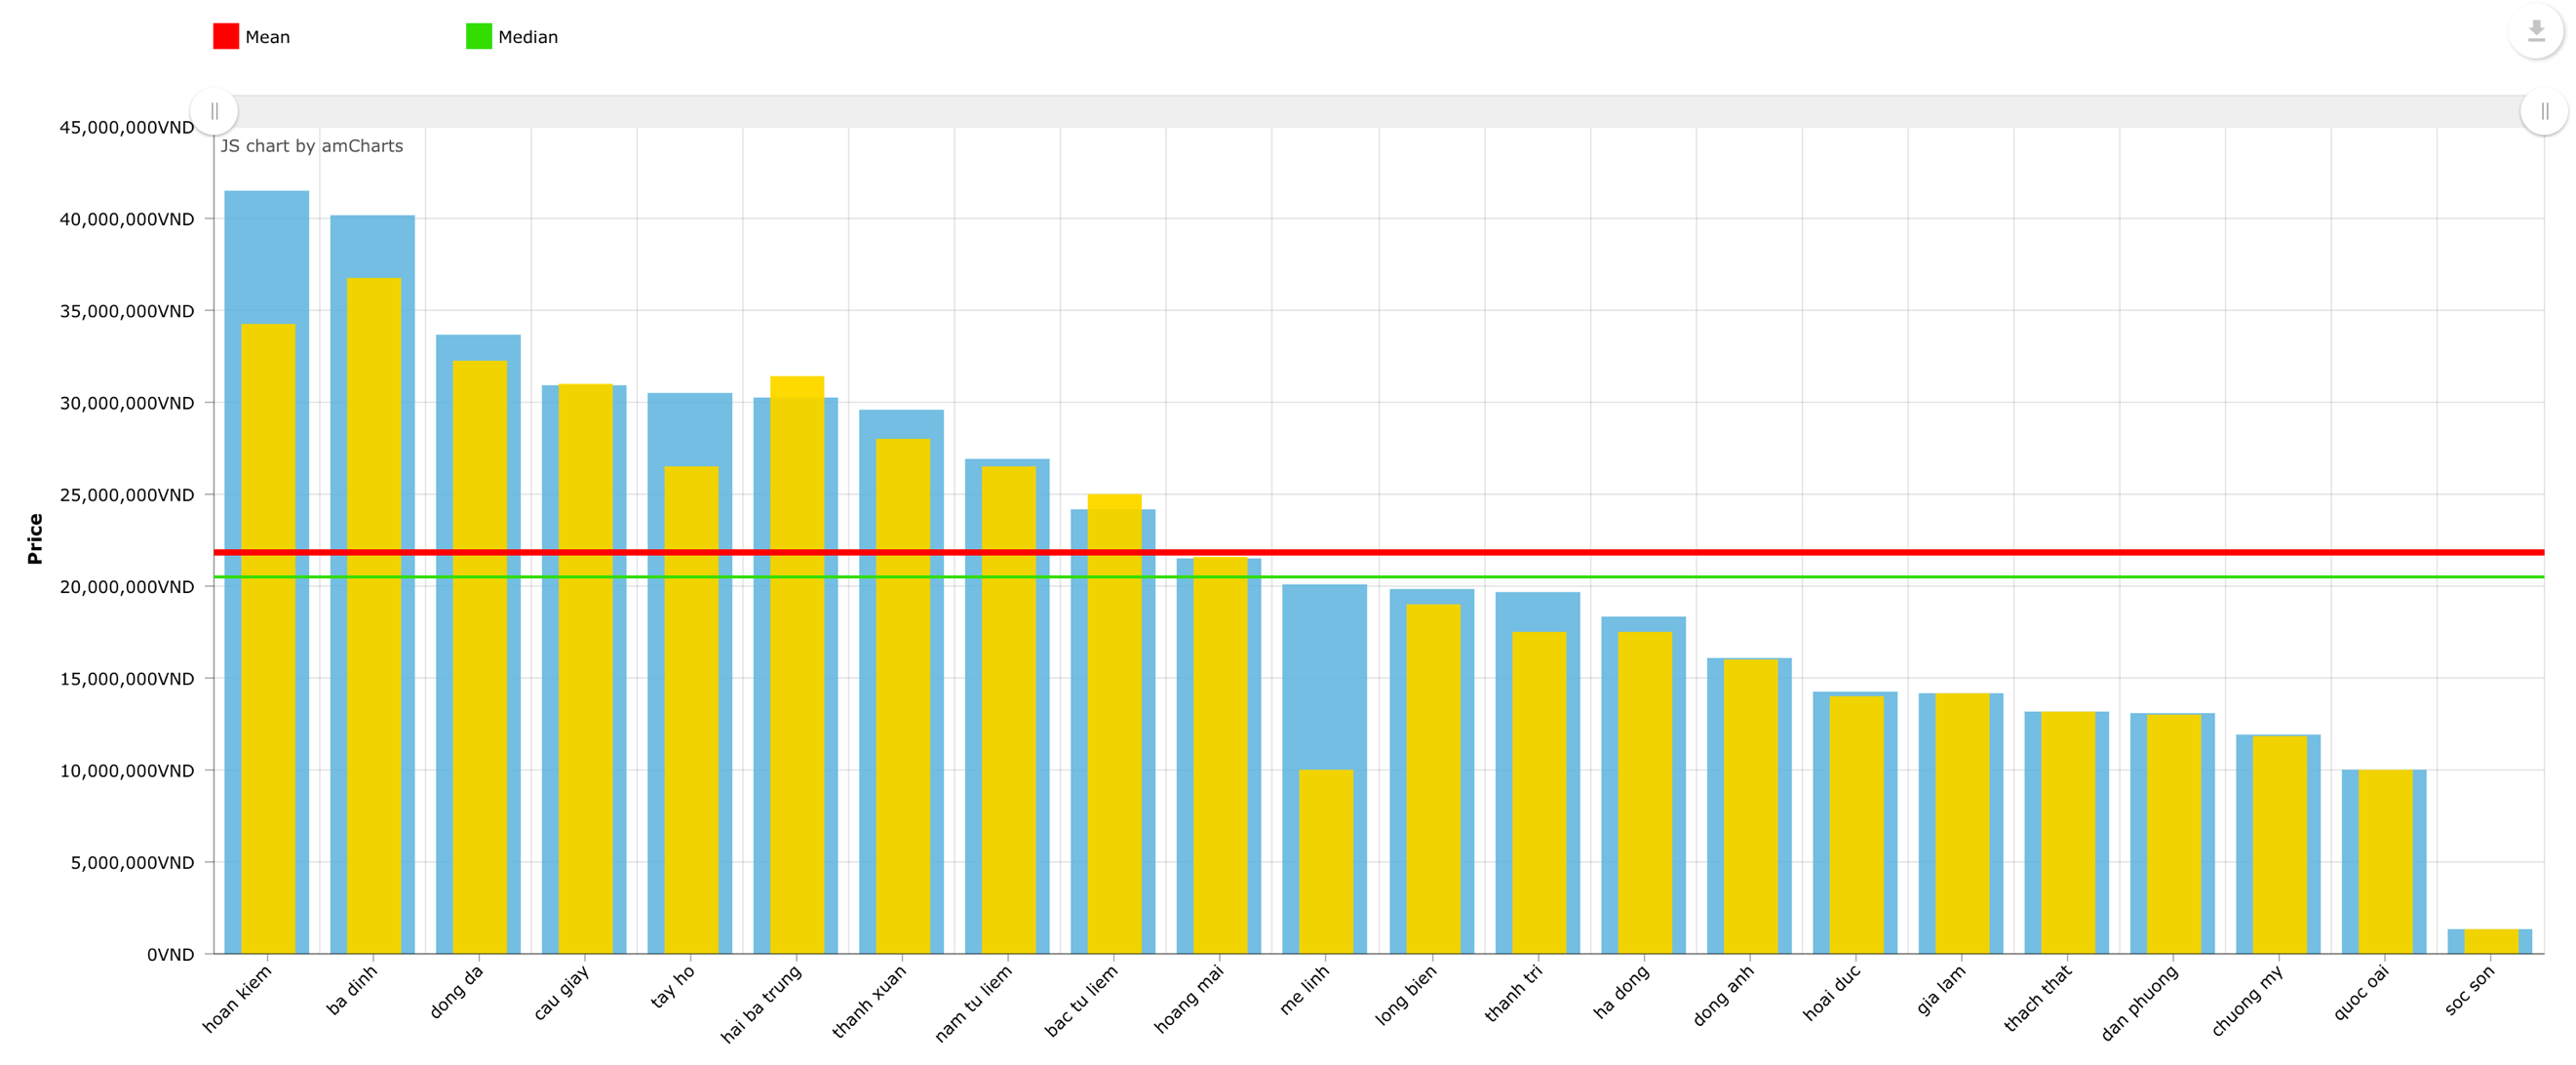 Mean
Median
45,000,000VND
JS chart by amCharts
40,000,000VND
35,000,000VND
30,000,000VND
25,000,000VND
20,000,000VND
15,000,000VND
10,000,000VND
5,000,000VND
0VND
Price
hoan kiem
ba dinh
dong da
cau giay
tay ho
hai ba trung
thanh xuan
nam tu liem
bac tu liem
hoang mai
me linh
long bien
thanh tri
ha dong
dong anh
hoai duc
gia lam
thach that
dan phuong
chuong my
quoc oai
soc son